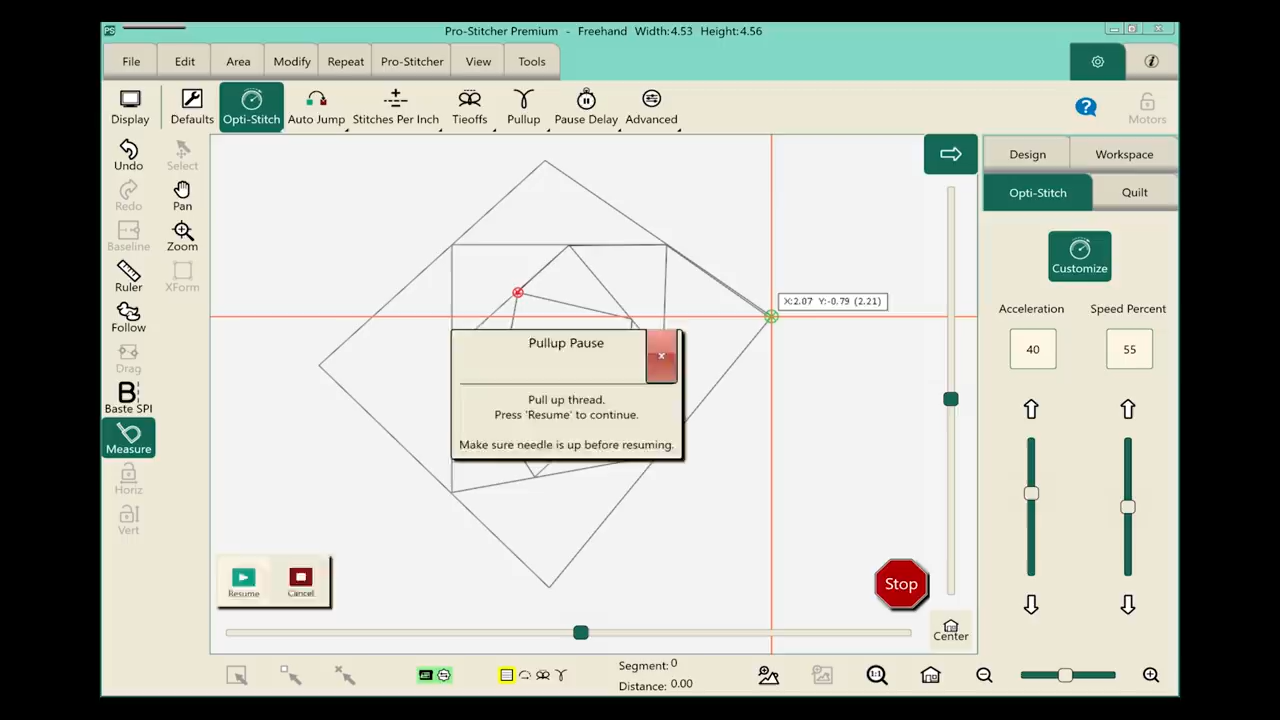 PS
Pro-Stitcher Premium - Freehand Width:4.53 Height:4.56
File Edit Area Modify Repeat Pro-Stitcher View Tools
Display Defaults Opti-Stitch Auto Jump Stitches Per Inch Tieoffs Pullup Pause Delay Advanced ? Motors
Undo Select
Redo Pan
Baseline Zoom
Ruler XForm
Follow
Drag
B
Baste SPI
Measure
Horiz
Vert
X:2.07 Y:-0.79 (2.21)
Pullup Pause
x
Pull up thread.
Press 'Resume' to continue.
Make sure needle is up before resuming.
Resume Cancel
Stop
Center
Design Workspace
Opti-Stitch Quilt
Customize
Acceleration Speed Percent
40 55
Segment: 0
Distance: 0.00
1:1